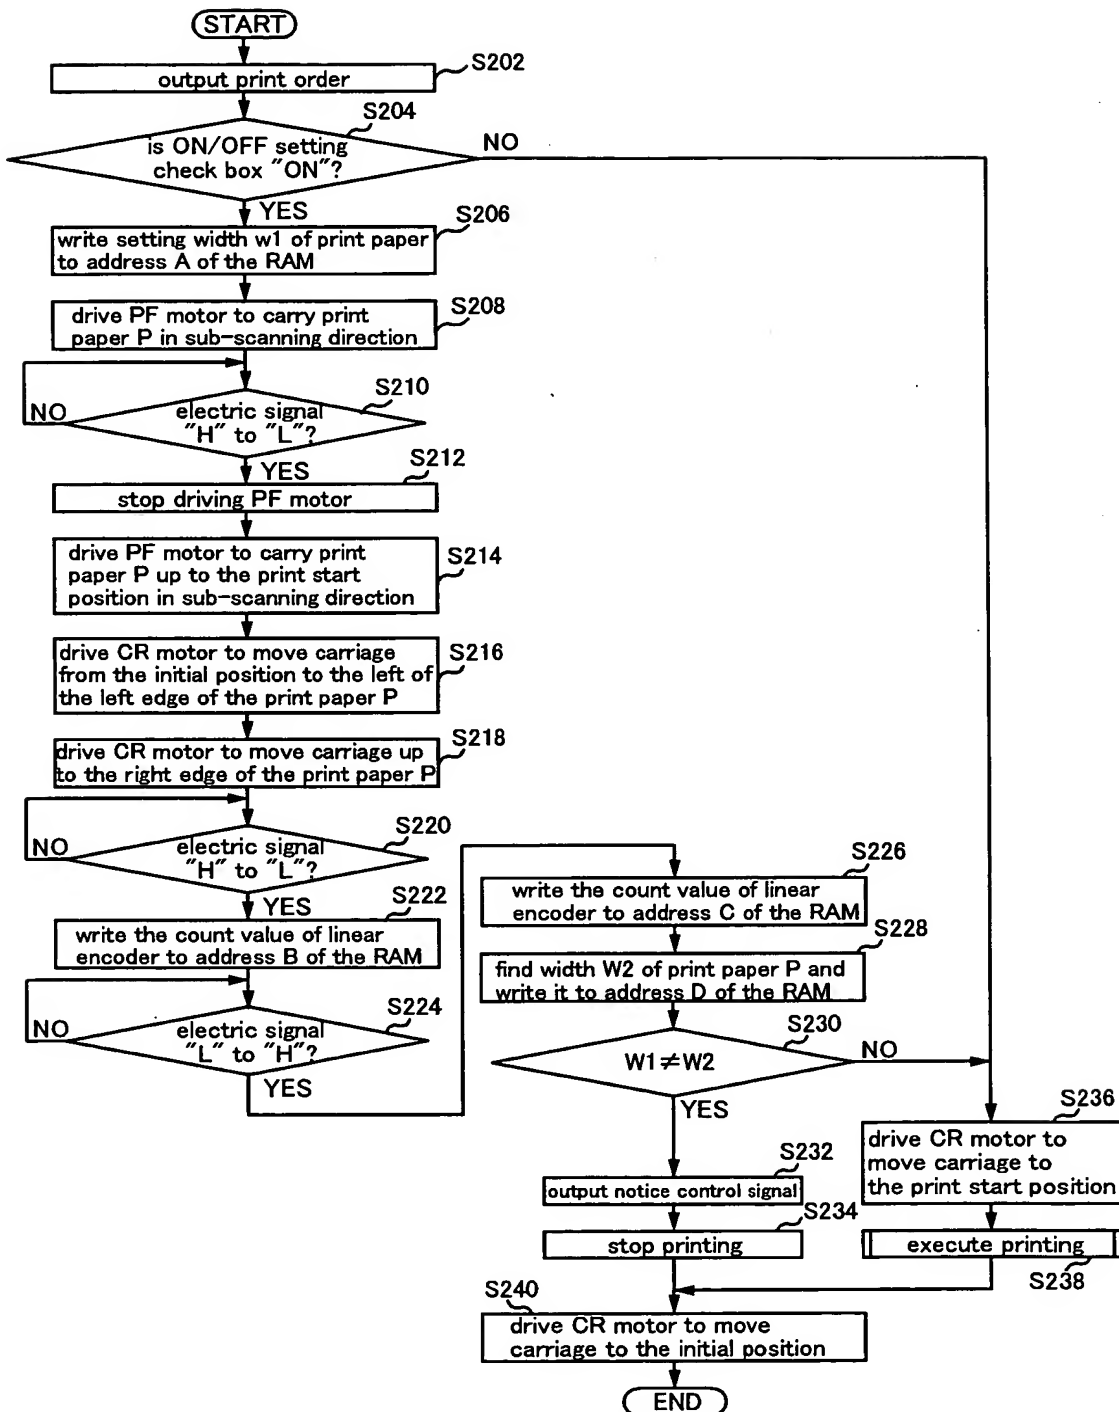 START
S202
output print order
S204
is ON/OFF setting
check box "ON"?
NO
YES
S206
write setting width w1 of print paper
to address A of the RAM
S208
drive PF motor to carry print
paper P in sub-scanning direction
S210
electric signal
"H" to "L"?
NO
YES
S212
stop driving PF motor
S214
drive PF motor to carry print
paper P up to the print start
position in sub-scanning direction
S216
drive CR motor to move carriage
from the initial position to the left of
the left edge of the print paper P
S218
drive CR motor to move carriage up
to the right edge of the print paper P
S220
electric signal
"H" to "L"?
NO
YES
S222
write the count value of linear
encoder to address B of the RAM
S224
electric signal
"L" to "H"?
NO
YES
S226
write the count value of linear
encoder to address C of the RAM
S228
find width W2 of print paper P and
write it to address D of the RAM
S230
W1≠W2
NO
YES
S232
output notice control signal
S234
stop printing
S236
drive CR motor to
move carriage to
the print start position
execute printing
S238
S240
drive CR motor to move
carriage to the initial position
END